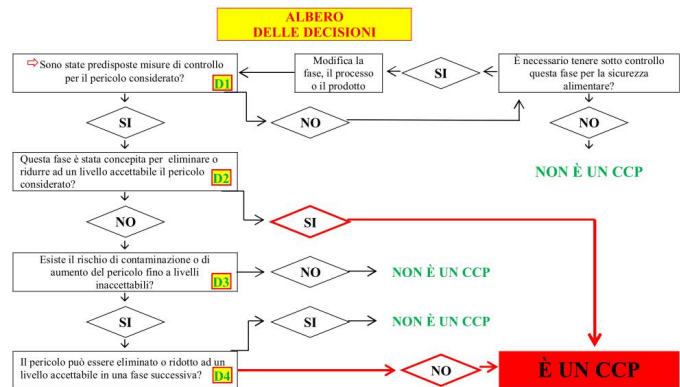 ALBERO
DELLE DECISIONI
⇨Sono state predisposte misure di controllo
per il pericolo considerato?
D1
Modifica la
fase, il processo
o il prodotto
SI
È necessario tenere sotto controllo
questa fase per la sicurezza
alimentare?
SI
NO
NO
NON È UN CCP
Questa fase è stata concepita per eliminare o
ridurre ad un livello accettabile il pericolo
considerato?
D2
NO
SI
Esiste il rischio di contaminazione o di
aumento del pericolo fino a livelli
inaccettabili?
D3
NO
NON È UN CCP
SI
SI
NON È UN CCP
Il pericolo può essere eliminato o ridotto ad un
livello accettabile in una fase successiva?
D4
NO
È UN CCP